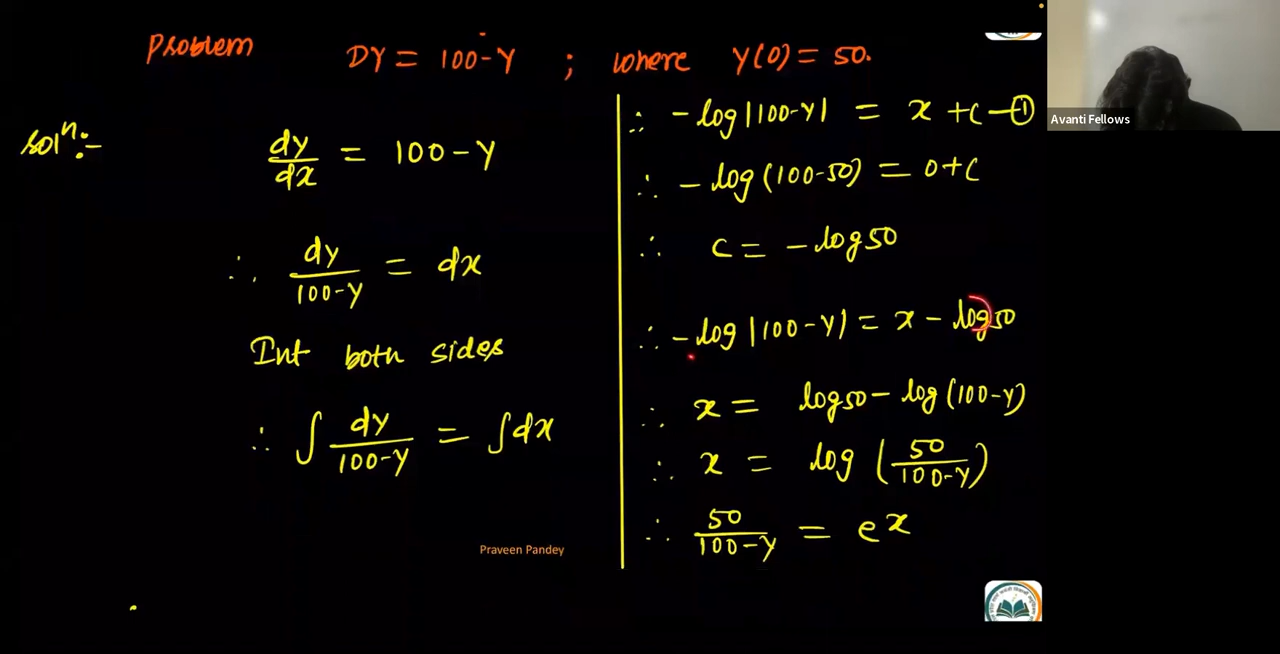 Problem DY = 100-Y ; where Y(0) = 50.
Solⁿ:-
dy/dx = 100-Y
∴ dy/(100-Y) = dx
Int both sides
∴ ∫ dy/(100-Y) = ∫dx
Praveen Pandey
∴ -log|100-Y| = x + c -①
∴ -log(100-50) = 0+C
∴ C = -log50
∴ -log|100-Y| = x - log50
∴ x = log50 - log(100-Y)
∴ x = log(50/(100-Y))
∴ 50/(100-Y) = e^x
Avanti Fellows